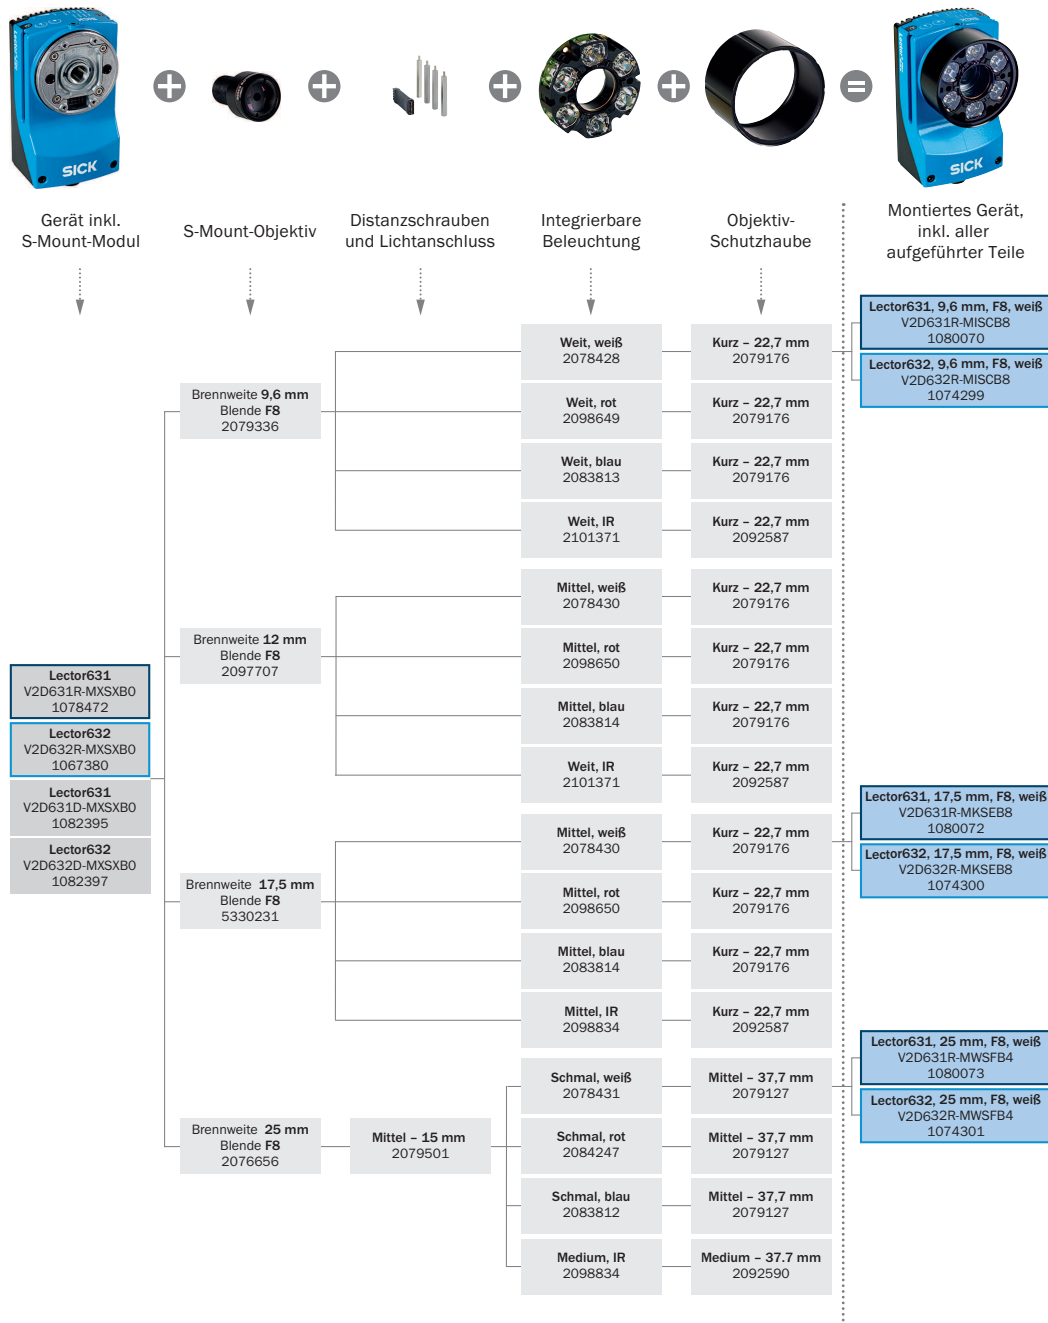 SICK
SICK
Gerät inkl.
S-Mount-Modul
S-Mount-Objektiv
Distanzschrauben
und Lichtanschluss
Integrierbare
Beleuchtung
Objektiv-
Schutzhaube
Montiertes Gerät,
inkl. aller
aufgeführter Teile
Lector631
V2D631R-MXSXB0
1078472
Lector632
V2D632R-MXSXB0
1067380
Lector631
V2D631D-MXSXB0
1082395
Lector632
V2D632D-MXSXB0
1082397
Brennweite 9,6 mm
Blende F8
2079336
Weit, weiß
2078428
Kurz – 22,7 mm
2079176
Lector631, 9,6 mm, F8, weiß
V2D631R-MISCB8
1080070
Lector632, 9,6 mm, F8, weiß
V2D632R-MISCB8
1074299
Weit, rot
2098649
Kurz – 22,7 mm
2079176
Weit, blau
2083813
Kurz – 22,7 mm
2079176
Weit, IR
2101371
Kurz – 22,7 mm
2092587
Brennweite 12 mm
Blende F8
2097707
Mittel, weiß
2078430
Kurz – 22,7 mm
2079176
Mittel, rot
2098650
Kurz – 22,7 mm
2079176
Mittel, blau
2083814
Kurz – 22,7 mm
2079176
Weit, IR
2101371
Kurz – 22,7 mm
2092587
Brennweite 17,5 mm
Blende F8
5330231
Mittel, weiß
2078430
Kurz – 22,7 mm
2079176
Lector631, 17,5 mm, F8, weiß
V2D631R-MKSEB8
1080072
Lector632, 17,5 mm, F8, weiß
V2D632R-MKSEB8
1074300
Mittel, rot
2098650
Kurz – 22,7 mm
2079176
Mittel, blau
2083814
Kurz – 22,7 mm
2079176
Mittel, IR
2098834
Kurz – 22,7 mm
2092587
Brennweite 25 mm
Blende F8
2076656
Mittel – 15 mm
2079501
Schmal, weiß
2078431
Mittel – 37,7 mm
2079127
Lector631, 25 mm, F8, weiß
V2D631R-MWSFB4
1080073
Lector632, 25 mm, F8, weiß
V2D632R-MWSFB4
1074301
Schmal, rot
2084247
Mittel – 37,7 mm
2079127
Schmal, blau
2083812
Mittel – 37,7 mm
2079127
Medium, IR
2098834
Medium – 37.7 mm
2092590